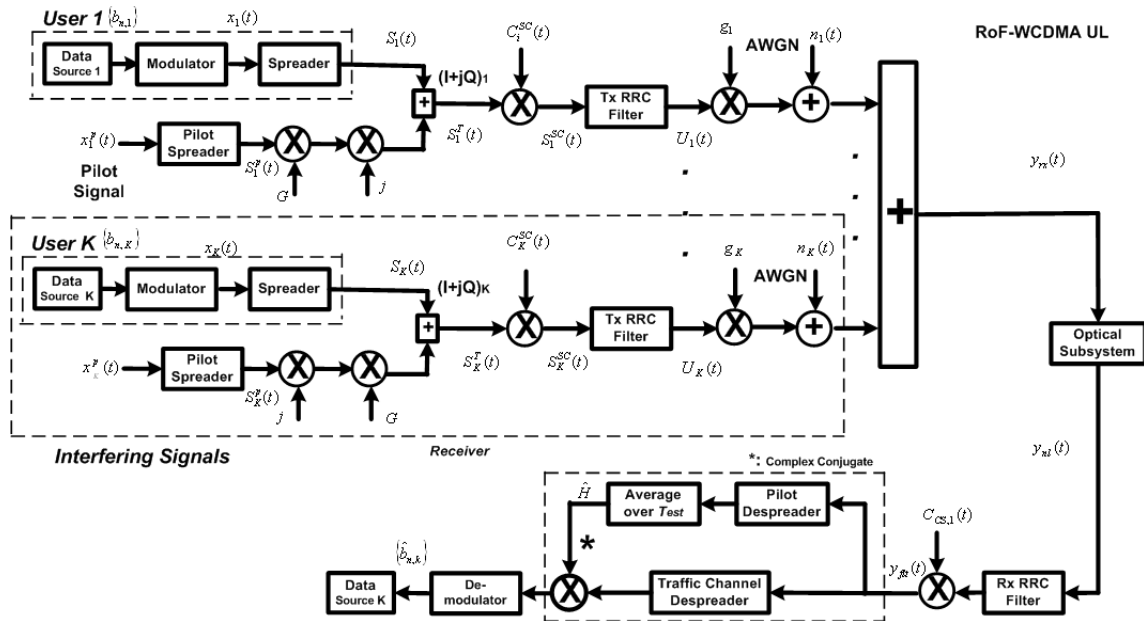 User 1 {b_{n,1}}
x_1(t)
S_1(t)
C_i^{SC}(t)
g_1
AWGN
n_1(t)
RoF-WCDMA UL
Data
Source 1
Modulator
Spreader
(I+jQ)_1
+
X
Tx RRC
Filter
X
+
x_1^p(t)
Pilot
Spreader
X
X
S_1^T(t)
S_1^{SC}(t)
U_1(t)
Pilot
Signal
S_1^p(t)
G
j
y_{rx}(t)
+
User K {b_{n,K}}
x_K(t)
S_K(t)
C_K^{SC}(t)
g_K
AWGN
n_K(t)
Data
Source K
Modulator
Spreader
(I+jQ)_K
+
X
Tx RRC
Filter
X
+
Optical
Subsystem
x_K^p(t)
Pilot
Spreader
X
X
S_K^T(t)
S_K^{SC}(t)
U_K(t)
S_K^p(t)
j
G
Interfering Signals
Receiver
*: Complex Conjugate
y_{nl}(t)
Ĥ
Average
over Test
Pilot
Despreader
C_{CS,1}(t)
*
{b̂_{n,k}}
y_{flt}(t)
Data
Source K
De-
modulator
X
Traffic Channel
Despreader
X
Rx RRC
Filter